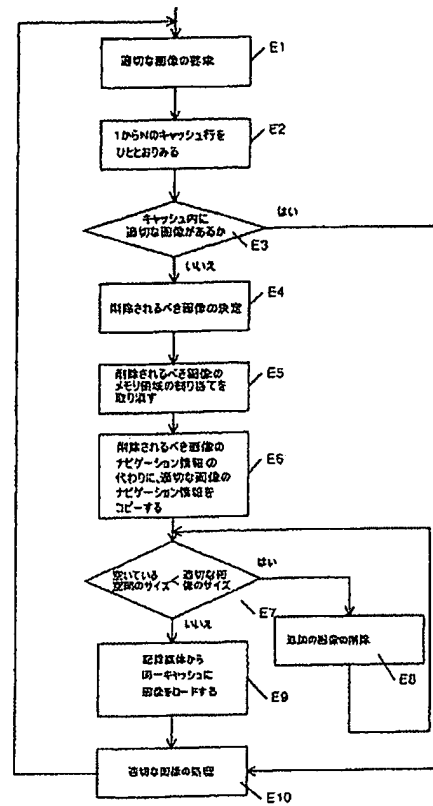 適切な画像の要求
E1
1からNのキャッシュ行を
ひととおりみる
E2
キャッシュ内に
適切な画像があるか
E3
はい
いいえ
削除されるべき画像の決定
E4
削除されるべき画像の
メモリ領域の割り当てを
取り消す
E5
削除されるべき画像の
ナビゲーション情報の
代わりに、適切な画像の
ナビゲーション情報を
コピーする
E6
空いている
空間のサイズ
<
適切な画
像のサイズ
E7
はい
いいえ
追加の画像の削除
E8
記録媒体から
同一キャッシュに
画像をロードする
E9
適切な画像の処理
E10